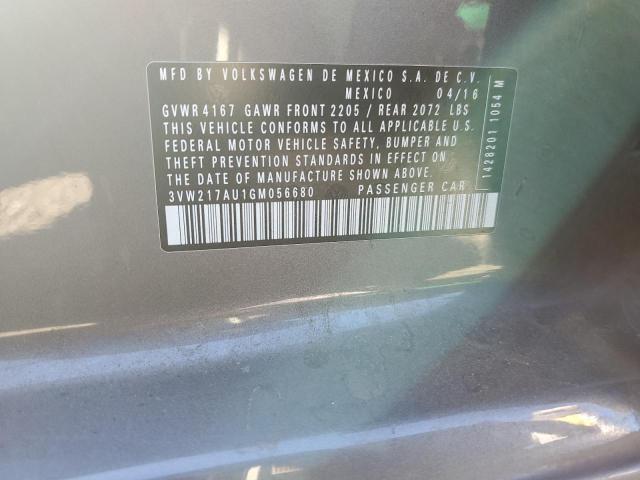 MFD BY VOLKSWAGEN DE MEXICO S.A. DE C.V.
MEXICO 04/16
GVWR 4167 GAWR FRONT 2205 / REAR 2072 LBS
THIS VEHICLE CONFORMS TO ALL APPLICABLE U.S.
FEDERAL MOTOR VEHICLE SAFETY, BUMPER AND
THEFT PREVENTION STANDARDS IN EFFECT ON
THE DATE OF MANUFACTURE SHOWN ABOVE.
3VW217AU1GM056680 PASSENGER CAR
1428201 1054 M